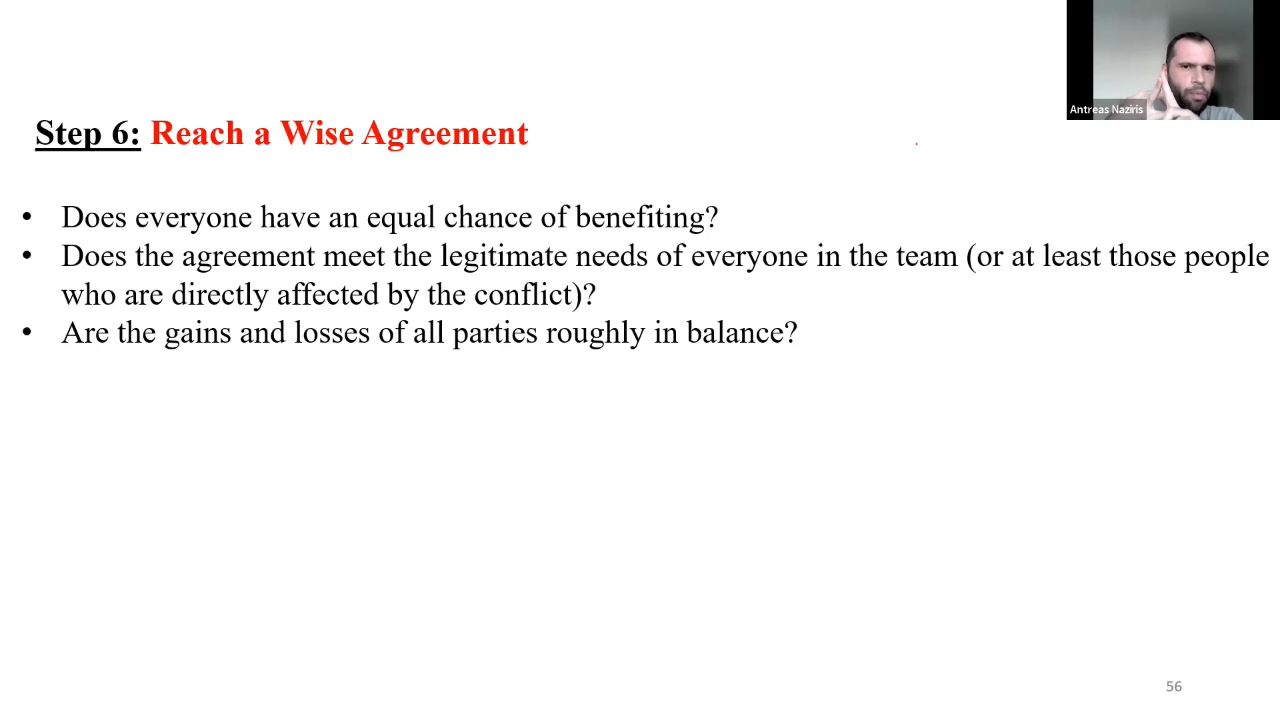 Antreas Naziris
Step 6: Reach a Wise Agreement
• Does everyone have an equal chance of benefiting?
• Does the agreement meet the legitimate needs of everyone in the team (or at least those people
who are directly affected by the conflict)?
• Are the gains and losses of all parties roughly in balance?
56